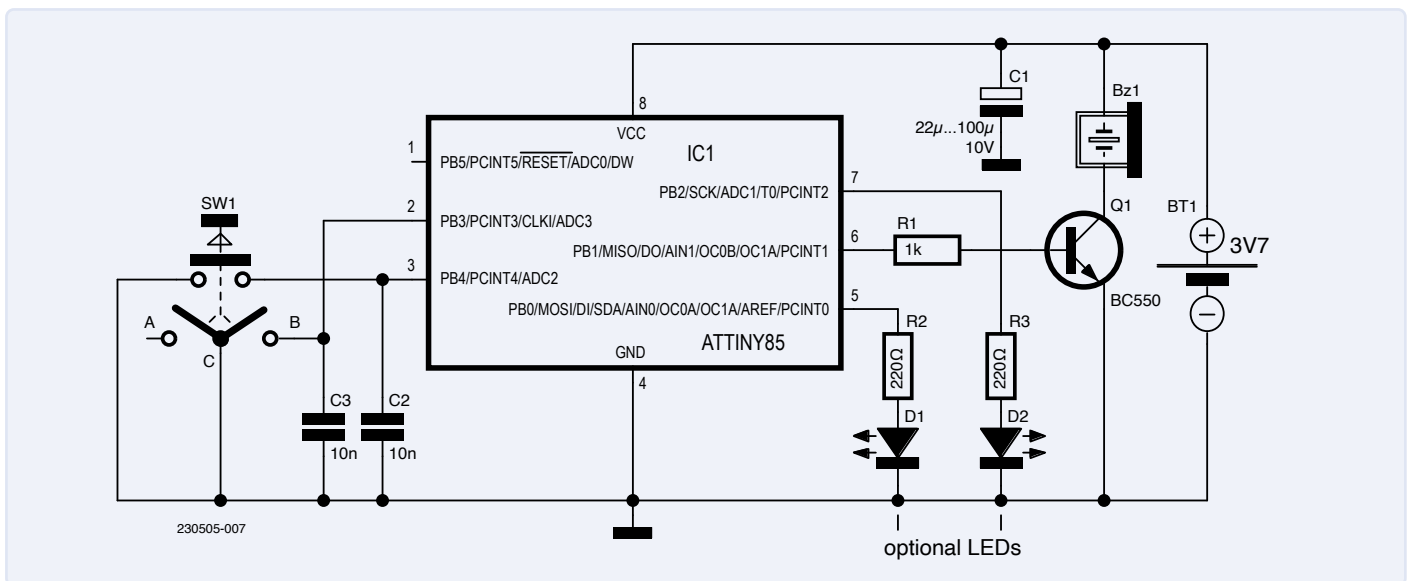 C1
22µ...100µ
10V
Bz1
8
VCC
IC1
1
PB5/PCINT5/RESET/ADC0/DW
PB2/SCK/ADC1/T0/PCINT2
7
SW1
2
PB3/PCINT3/CLKI/ADC3
Q1
BT1
R1
1k
3V7
PB1/MISO/DO/AIN1/OC0B/OC1A/PCINT1
6
3
PB4/PCINT4/ADC2
BC550
PB0/MOSI/DI/SDA/AIN0/OC0A/OC1A/AREF/PCINT0
5
A
B
C
R2
220Ω
R3
220Ω
GND
ATTINY85
4
C3
10n
C2
10n
D1
D2
230505-007
optional LEDs